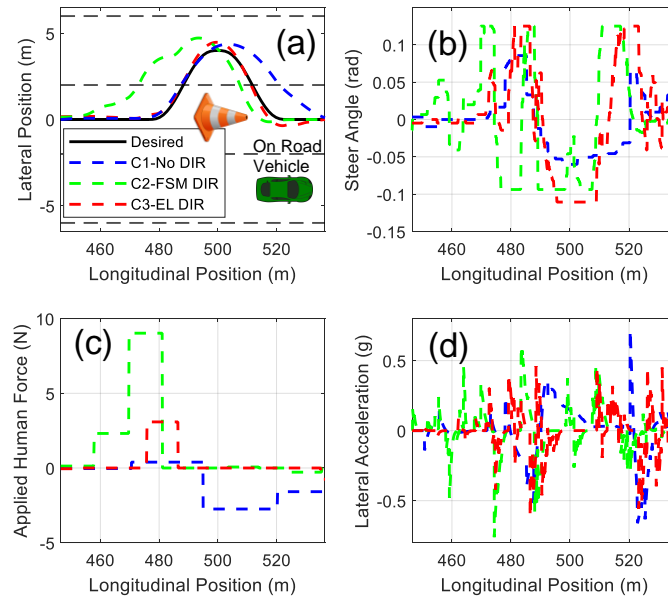 (a)
Lateral Position (m)
5
0
-5
Desired
C1-No DIR
C2-FSM DIR
C3-EL DIR
On Road
Vehicle
460
480
500
520
Longitudinal Position (m)
(b)
Steer Angle (rad)
0.1
0.05
0
-0.05
-0.1
-0.15
460
480
500
520
Longitudinal Position (m)
(c)
Applied Human Force (N)
10
5
0
-5
460
480
500
520
Longitudinal Position (m)
(d)
Lateral Acceleration (g)
0.5
0
-0.5
460
480
500
520
Longitudinal Position (m)